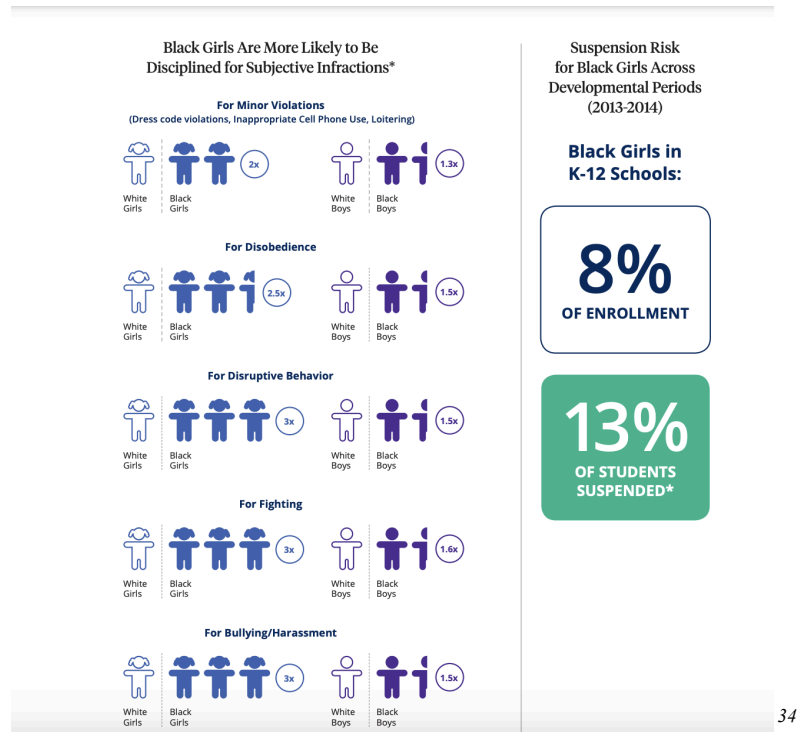 Black Girls Are More Likely to Be
Disciplined for Subjective Infractions*
For Minor Violations
(Dress code violations, Inappropriate Cell Phone Use, Loitering)
2x
1.3x
White
Girls
Black
Girls
White
Boys
Black
Boys
For Disobedience
2.5x
1.5x
White
Girls
Black
Girls
White
Boys
Black
Boys
For Disruptive Behavior
3x
1.5x
White
Girls
Black
Girls
White
Boys
Black
Boys
For Fighting
3x
1.6x
White
Girls
Black
Girls
White
Boys
Black
Boys
For Bullying/Harassment
3x
1.5x
White
Girls
Black
Girls
White
Boys
Black
Boys
Suspension Risk
for Black Girls Across
Developmental Periods
(2013-2014)
Black Girls in
K-12 Schools:
8%
OF ENROLLMENT
13%
OF STUDENTS
SUSPENDED*
34